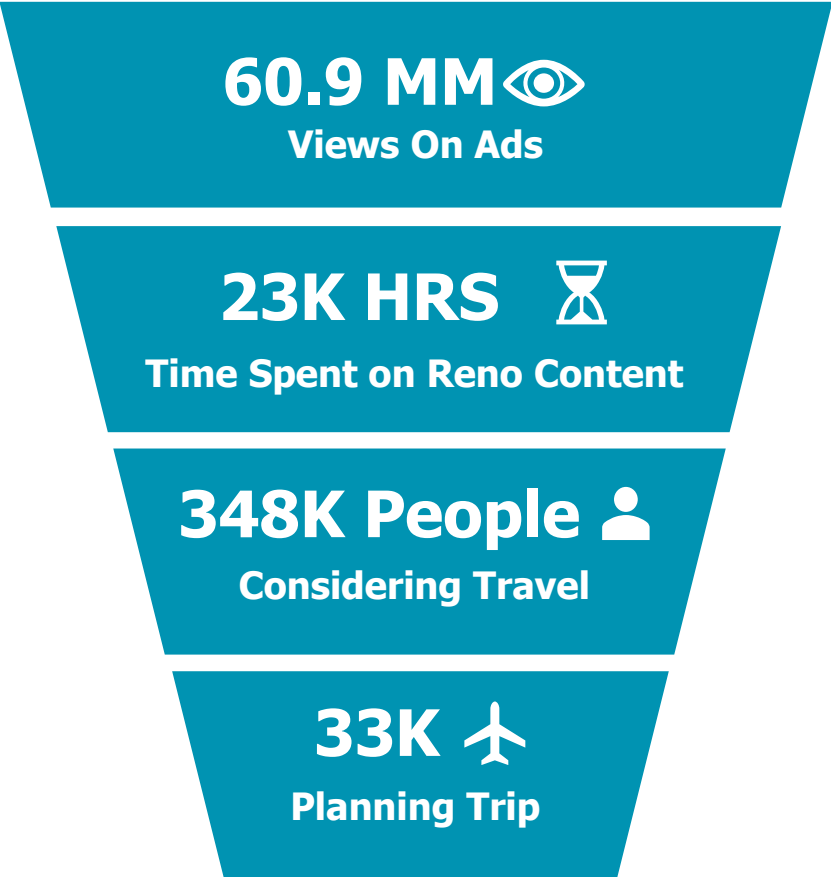 60.9 MM
Views On Ads
23K HRS
Time Spent on Reno Content
348K People
Considering Travel
33K
Planning Trip